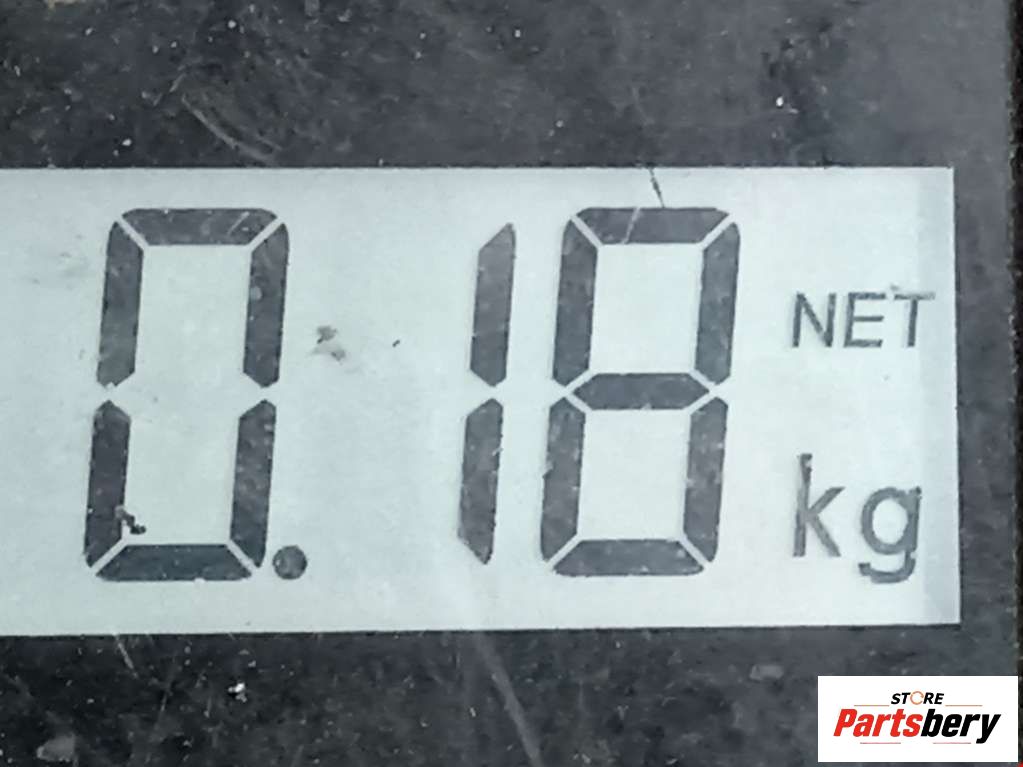 0.18
NET
kg
STORE
Partsbery